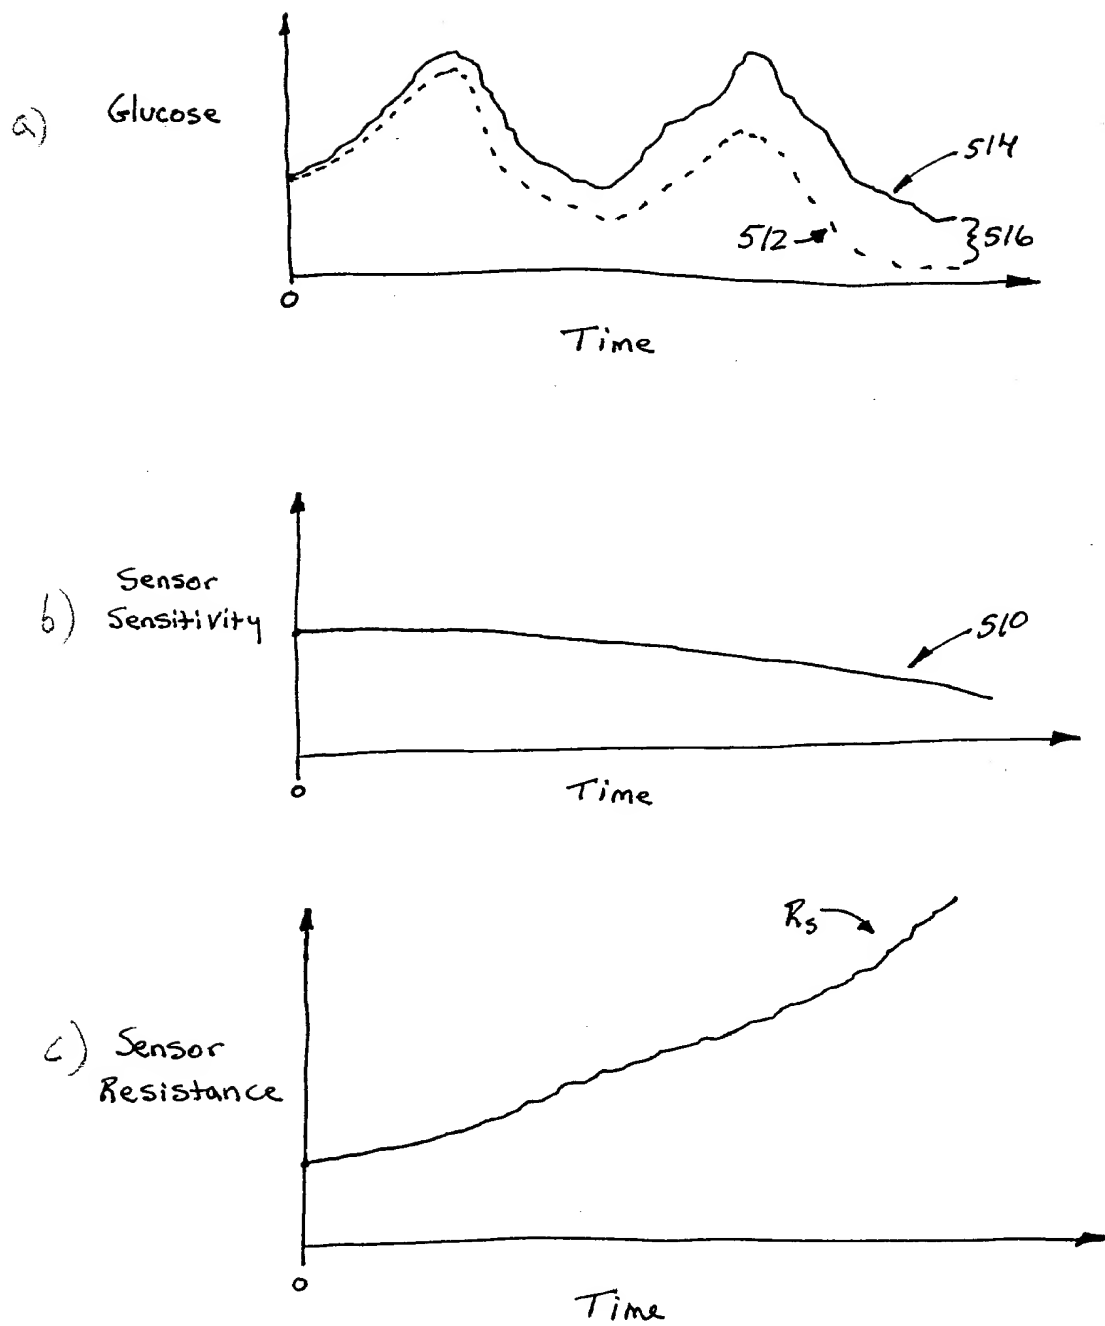 a) Glucose
514
512
516
0
Time
b) Sensor
Sensitivity
510
0
Time
Rs
c) Sensor
Resistance
0
Time